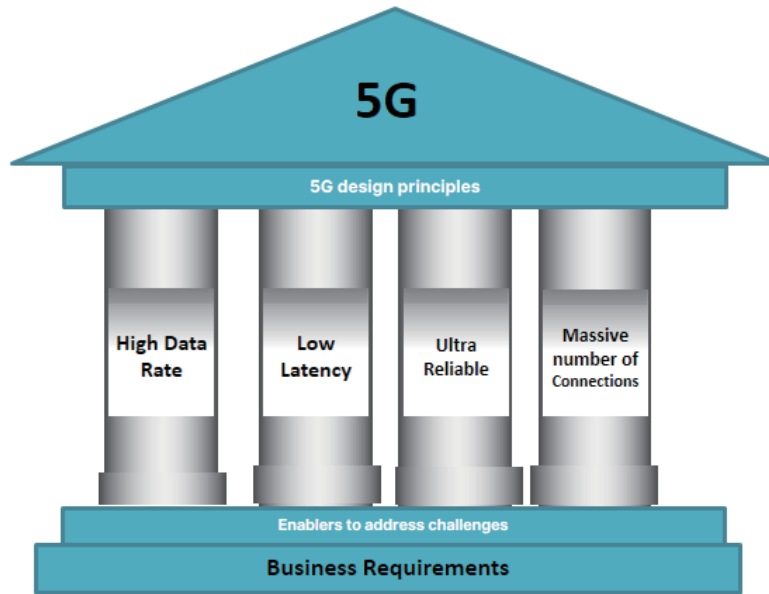 5G
5G design principles
High Data
Rate
Low
Latency
Ultra
Reliable
Massive
number of
Connections
Enablers to address challenges
Business Requirements